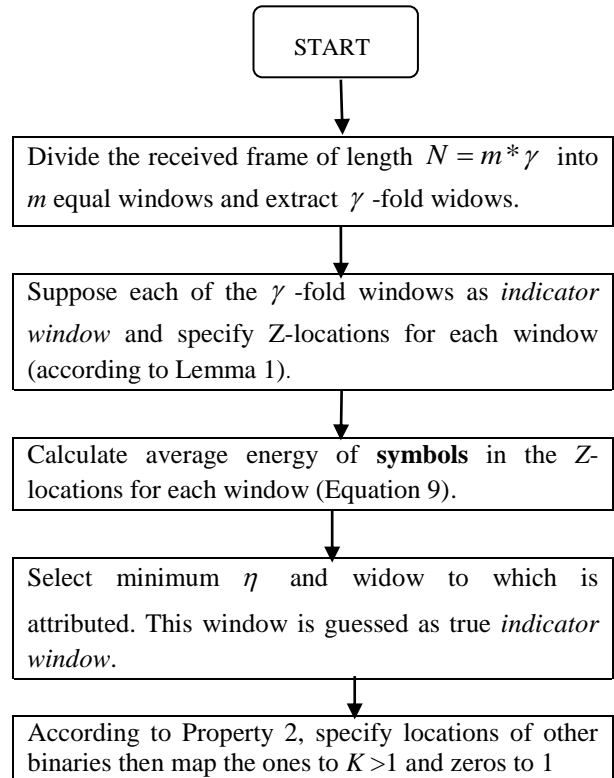 START
Divide the received frame of length N = m * γ into
m equal windows and extract γ -fold widows.
Suppose each of the γ -fold windows as indicator
window and specify Z-locations for each window
(according to Lemma 1).
Calculate average energy of symbols in the Z-
locations for each window (Equation 9).
Select minimum η and widow to which is
attributed. This window is guessed as true indicator
window.
According to Property 2, specify locations of other
binaries then map the ones to K >1 and zeros to 1